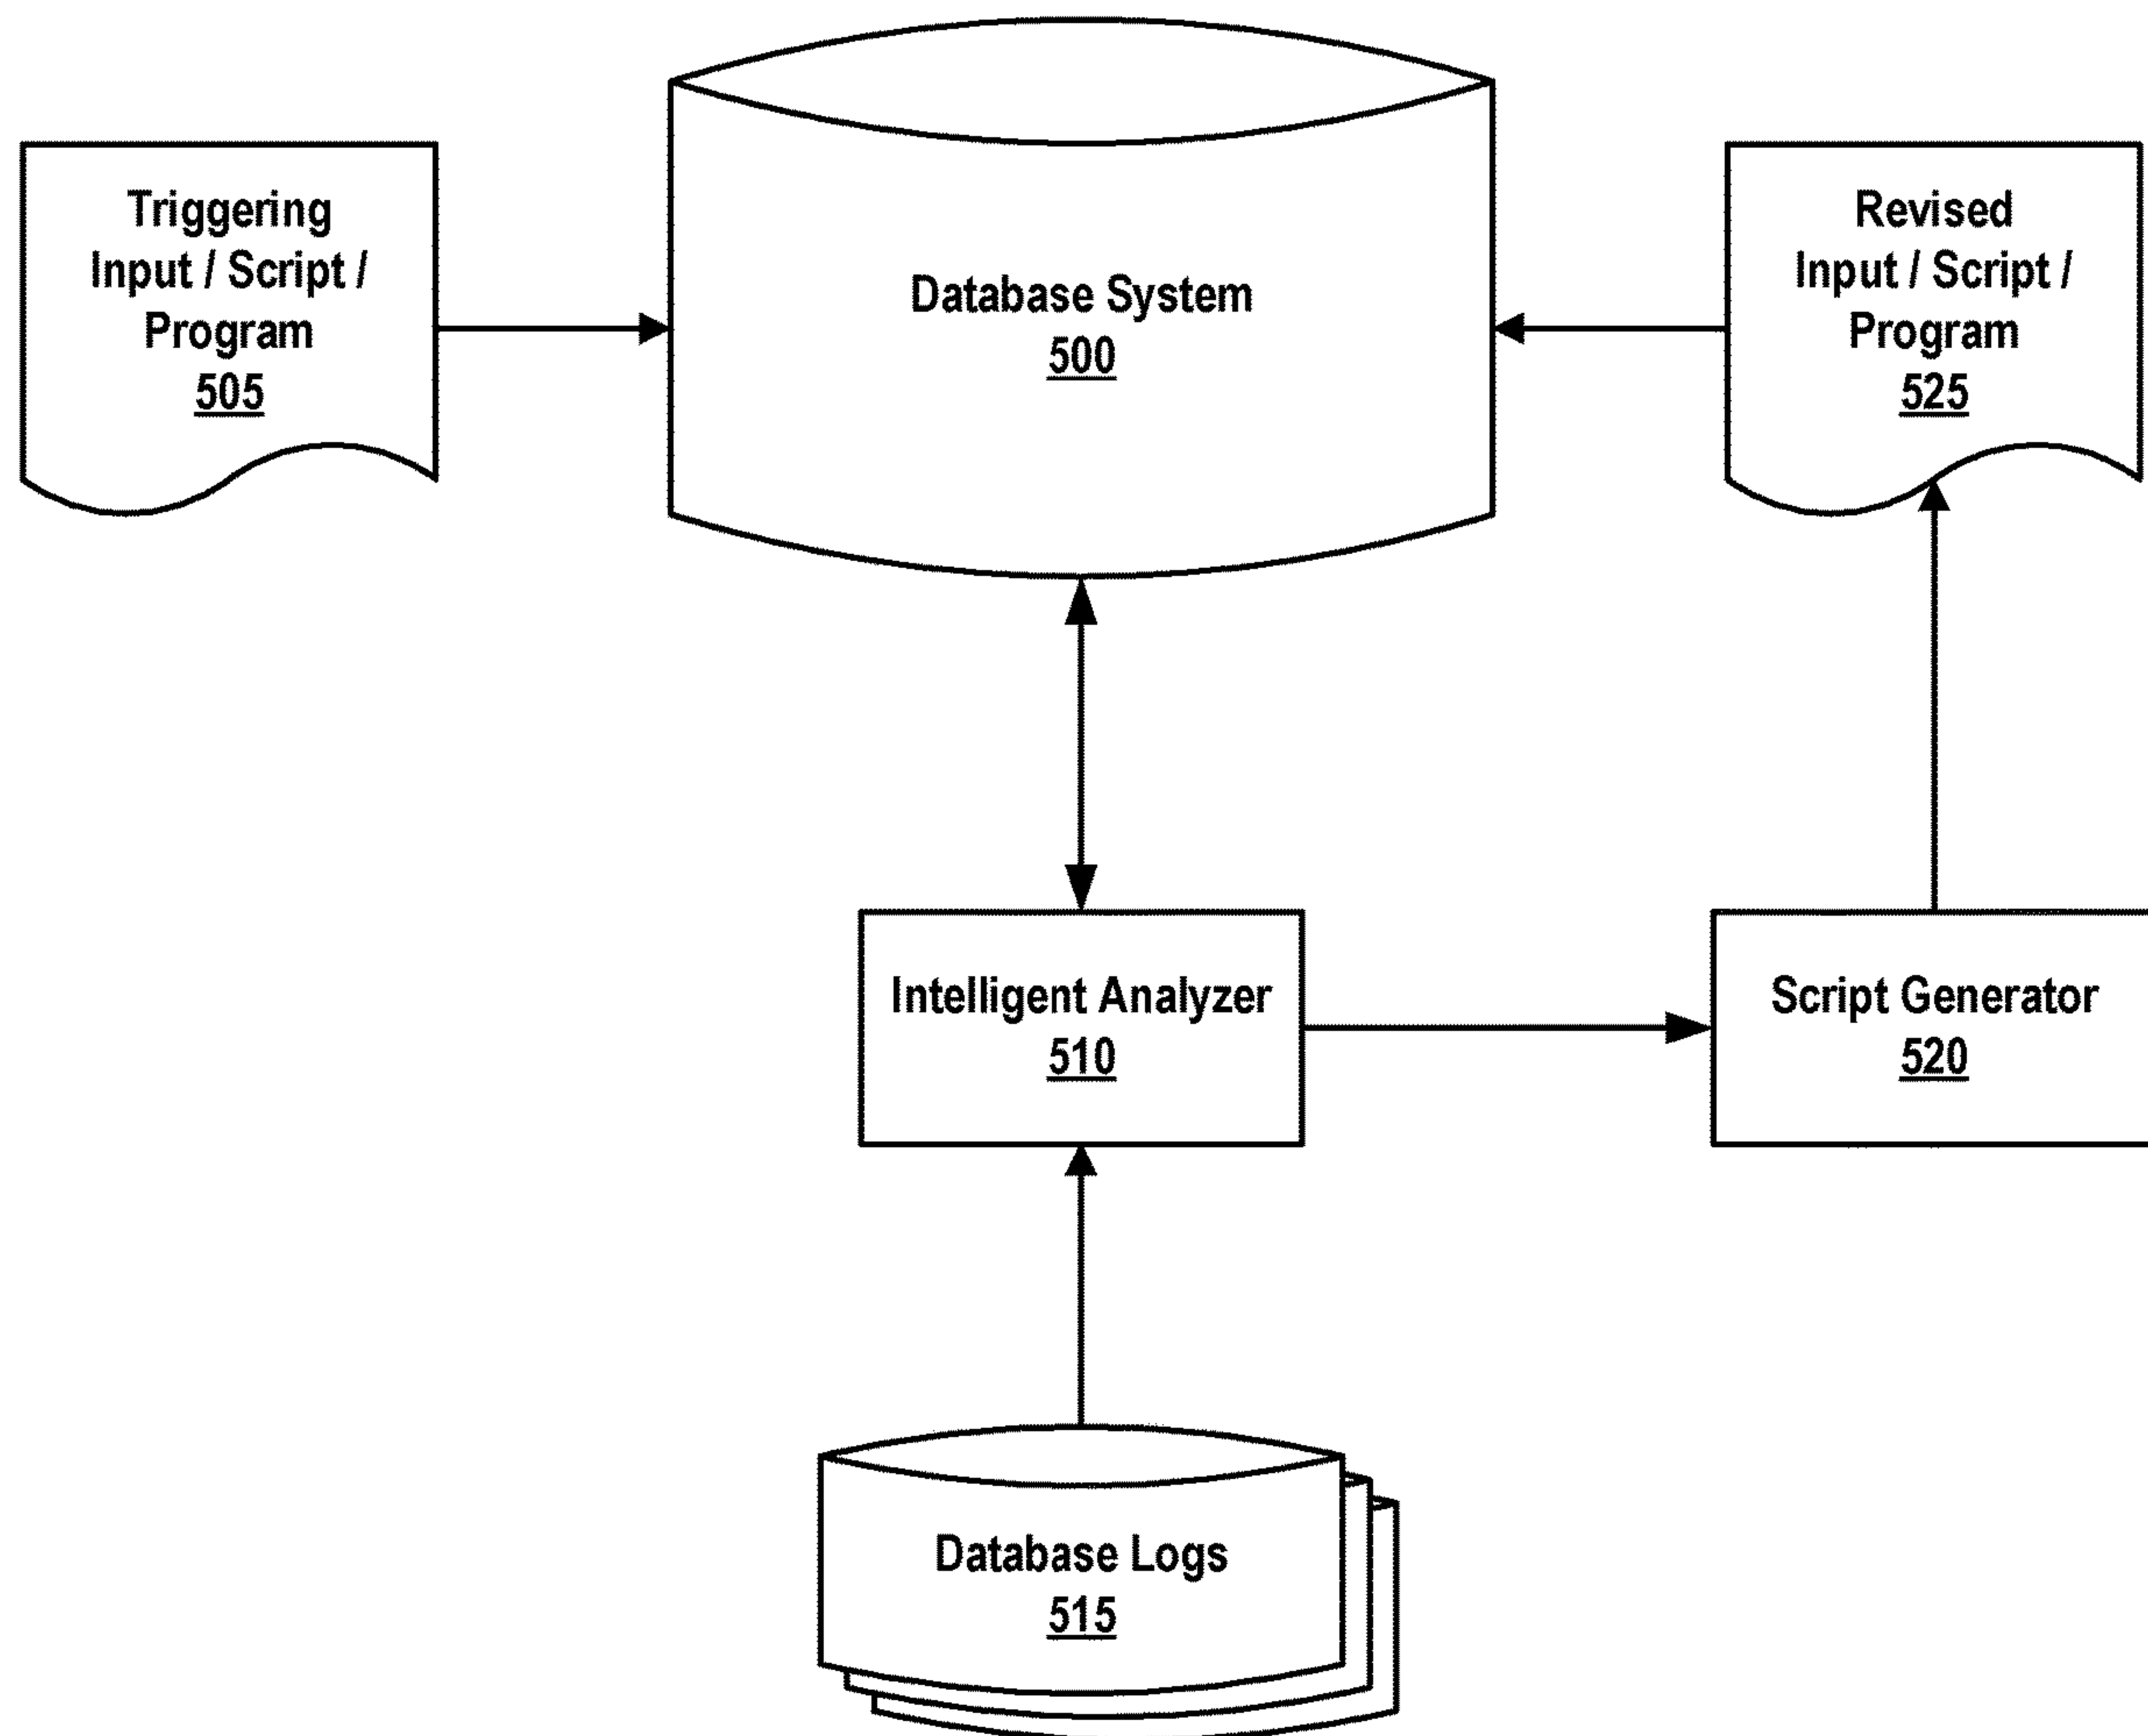 Triggering
Input / Script /
Program
505
Database System
500
Revised
Input / Script /
Program
525
Intelligent Analyzer
510
Script Generator
520
Database Logs
515